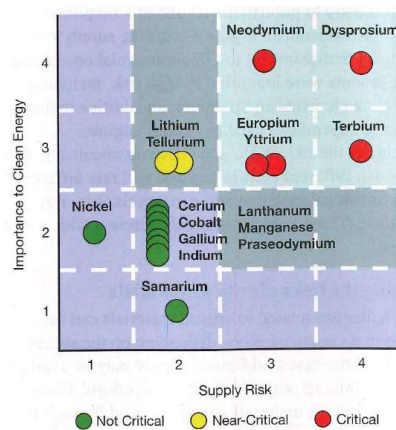 Importance to Clean Energy
4
3
2
1
Neodymium
Dysprosium
Lithium
Tellurium
Europium
Yttrium
Terbium
Nickel
Cerium
Cobalt
Gallium
Indium
Lanthanum
Manganese
Praseodymium
Samarium
1
2
3
4
Supply Risk
Not Critical
Near-Critical
Critical